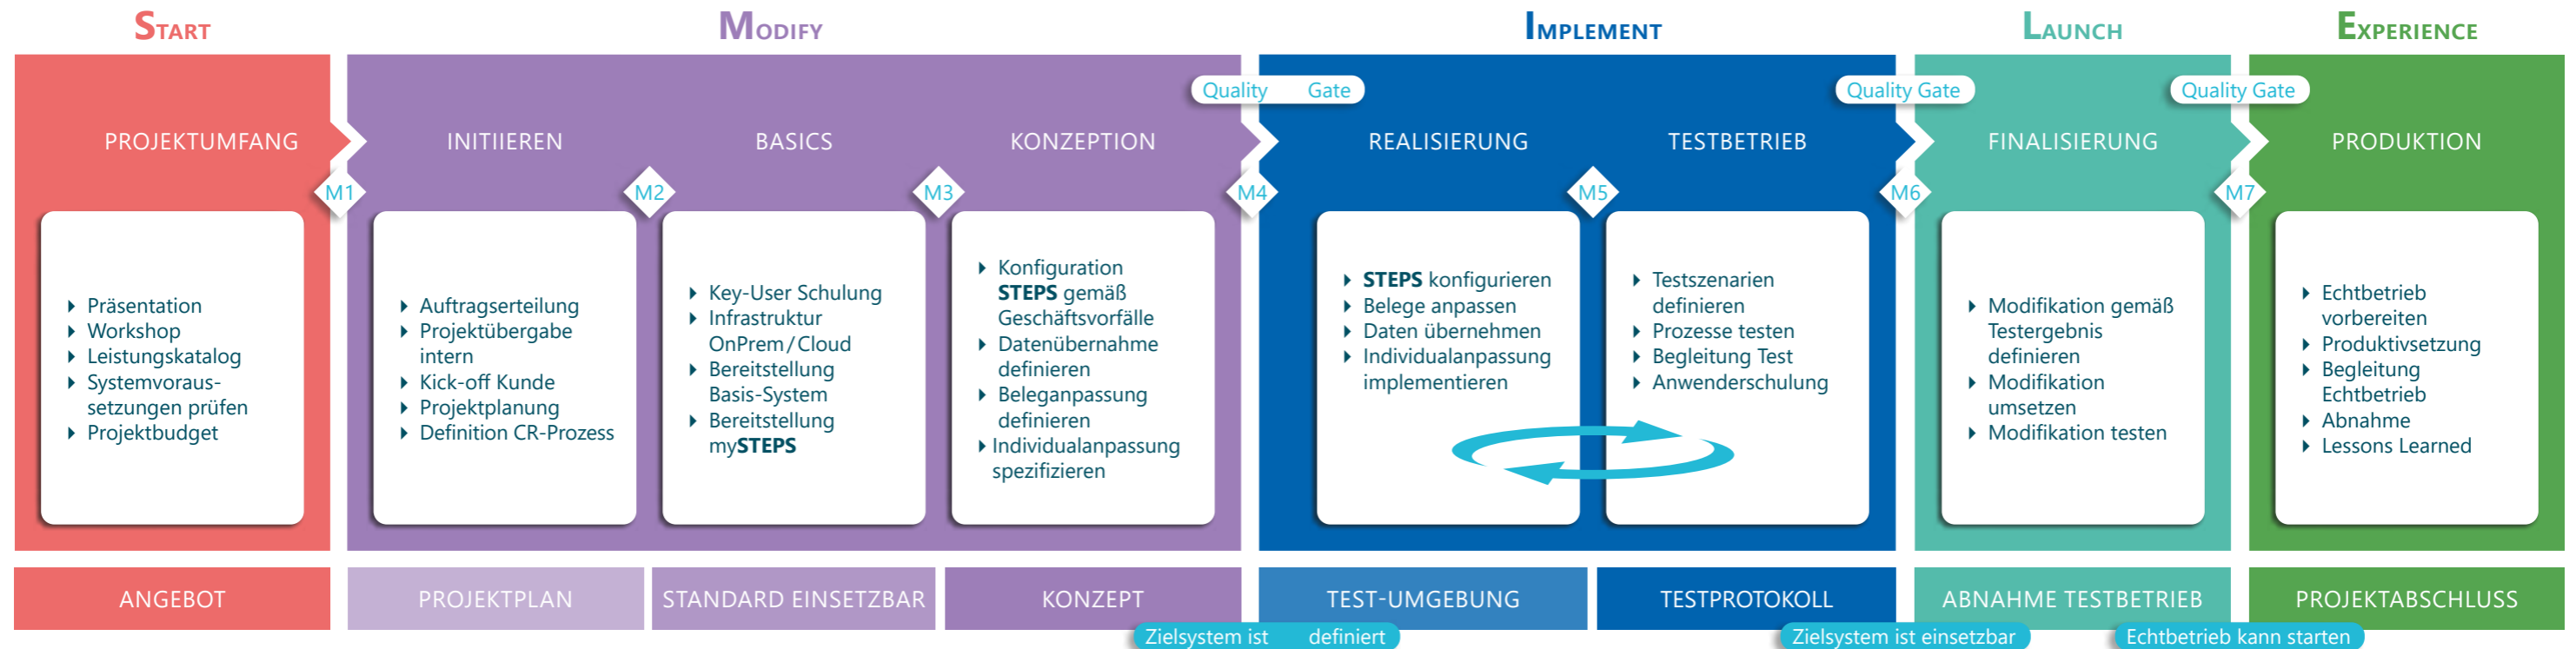 START
MODIFY
IMPLEMENT
LAUNCH
EXPERIENCE
Quality Gate
Quality Gate
Quality Gate
PROJEKTUMFANG
INITIIEREN
BASICS
KONZEPTION
REALISIERUNG
TESTBETRIEB
FINALISIERUNG
PRODUKTION
M1
M2
M3
M4
M5
M6
M7
Präsentation
Workshop
Leistungskatalog
Systemvoraus-
setzungen prüfen
Projektbudget
Auftragserteilung
Projektübergabe
intern
Kick-off Kunde
Projektplanung
Definition CR-Prozess
Key-User Schulung
Infrastruktur
OnPrem/Cloud
Bereitstellung
Basis-System
Bereitstellung
mySTEPS
Konfiguration
STEPS gemäß
Geschäftsvorfälle
Datenübernahme
definieren
Beleganpassung
definieren
Individualanpassung
spezifizieren
STEPS konfigurieren
Belege anpassen
Daten übernehmen
Individualanpassung
implementieren
Testszenarien
definieren
Prozesse testen
Begleitung Test
Anwenderschulung
Modifikation gemäß
Testergebnis
definieren
Modifikation
umsetzen
Modifikation testen
Echtbetrieb
vorbereiten
Produktivsetzung
Begleitung
Echtbetrieb
Abnahme
Lessons Learned
ANGEBOT
PROJEKTPLAN
STANDARD EINSETZBAR
KONZEPT
TEST-UMGEBUNG
TESTPROTOKOLL
ABNAHME TESTBETRIEB
PROJEKTABSCHLUSS
Zielsystem ist definiert
Zielsystem ist einsetzbar
Echtbetrieb kann starten